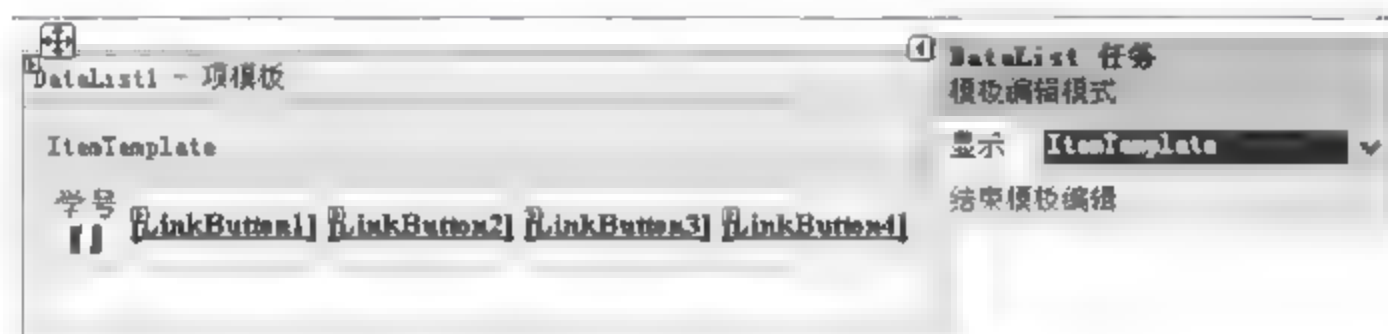 DataList1 - 项模板
ItemTemplate
学号
[LinkButton1] [LinkButton2] [LinkButton3] [LinkButton4]
DataList 任务
模板编辑模式
显示 ItemTemplate
结束模板编辑